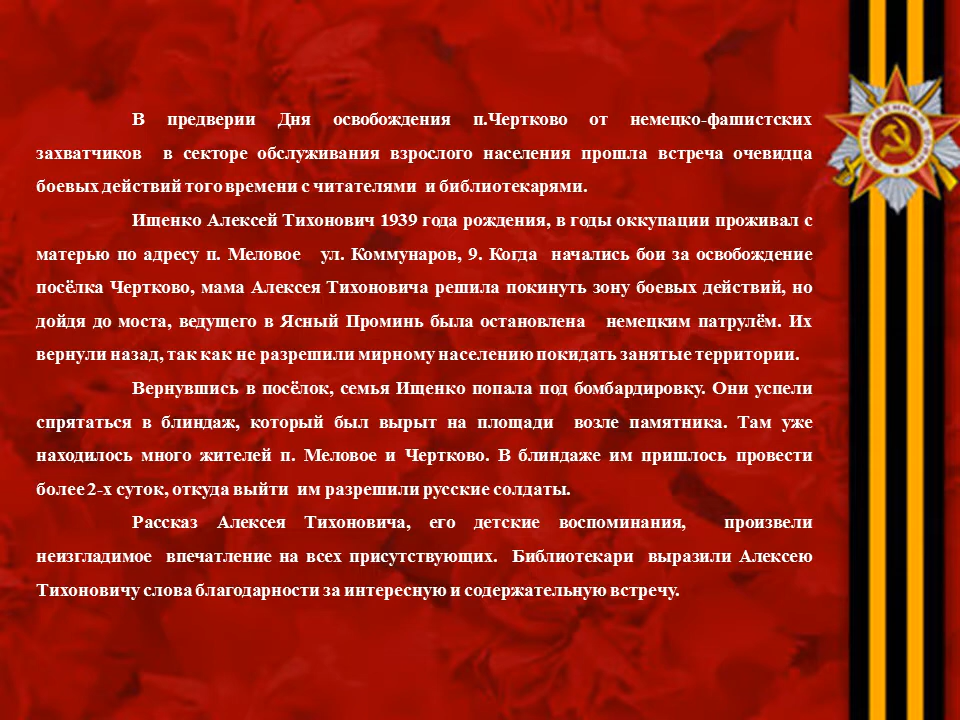 В предверии Дня освобождения п.Чертково от немецко-фашистских
захватчиков в секторе обслуживания взрослого населения прошла встреча очевидца
боевых действий того времени с читателями и библиотекарями.
Ищенко Алексей Тихонович 1939 года рождения, в годы оккупации проживал с
матерью по адресу п. Меловое ул. Коммунаров, 9. Когда начались бои за освобождение
посёлка Чертково, мама Алексея Тихоновича решила покинуть зону боевых действий, но
дойдя до моста, ведущего в Ясный Проминь была остановлена немецким патрулём. Их
вернули назад, так как не разрешили мирному населению покидать занятые территории.
Вернувшись в посёлок, семья Ищенко попала под бомбардировку. Они успели
спрятаться в блиндаж, который был вырыт на площади возле памятника. Там уже
находилось много жителей п. Меловое и Чертково. В блиндаже им пришлось провести
более 2-х суток, откуда выйти им разрешили русские солдаты.
Рассказ Алексея Тихоновича, его детские воспоминания, произвели
неизгладимое впечатление на всех присутствующих. Библиотекари выразили Алексею
Тихоновичу слова благодарности за интересную и содержательную встречу.